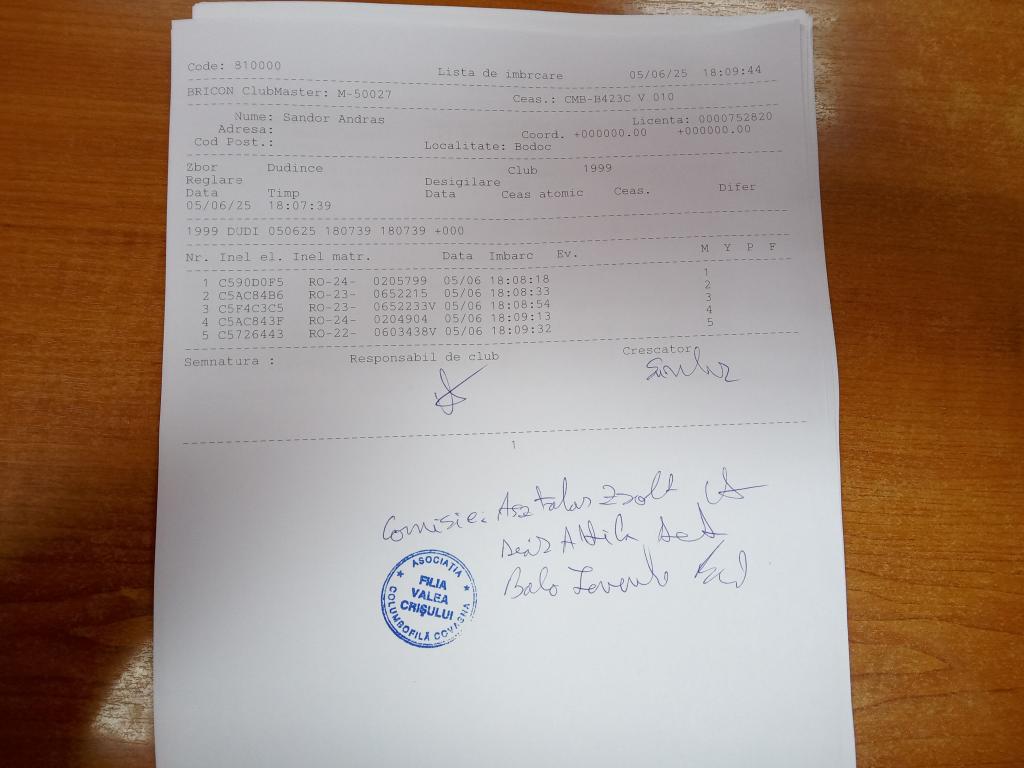 Code: 810000 Lista de imbrcare 05/06/25 18:09:44
BRICON ClubMaster: M-50027 Ceas.: CMB-B423C V 010
Nume: Sandor Andras Licenta: 0000752820
Adresa: Coord. +000000.00 +000000.00
Cod Post.: Localitate: Bodoc
Zbor Dudince Club 1999
Reglare Desigilare
Data Timp Data Ceas atomic Ceas. Difer
05/06/25 18:07:39
1999 DUDI 050625 180739 180739 +000
Nr. Inel el. Inel matr. Data Imbarc Ev. M Y P F
1 C590D0F5 RO-24- 0205799 05/06 18:08:18 1
2 C5AC84B6 RO-23- 0652215 05/06 18:08:33 2
3 C5F4C3C5 RO-23- 0652233V 05/06 18:08:54 3
4 C5AC843F RO-24- 0204904 05/06 18:09:13 4
5 C5726443 RO-22- 0603438V 05/06 18:09:32 5
Semnatura : Responsabil de club Crescator
1
Comisie: Asztalos Zsolt
Attila
Balo Levente
ASOCIAȚIA
FILIA
VALEA
CRIȘULUI
COLUMBOFILĂ COVASNA